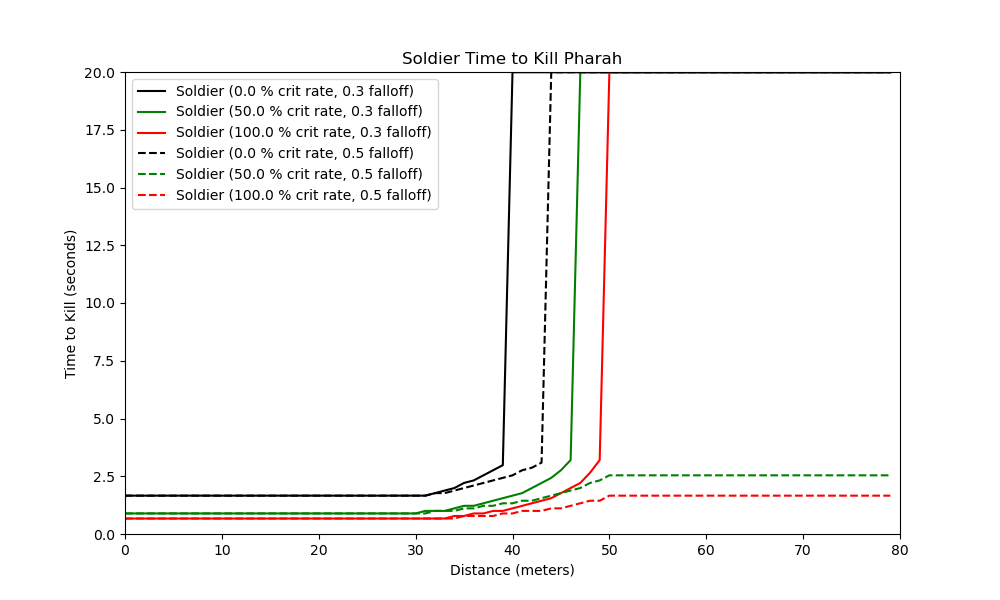 Soldier Time to Kill Pharah
20.0
17.5
15.0
12.5
10.0
7.5
5.0
2.5
0.0
Time to Kill (seconds)
Soldier (0.0 % crit rate, 0.3 falloff)
Soldier (50.0 % crit rate, 0.3 falloff)
Soldier (100.0 % crit rate, 0.3 falloff)
Soldier (0.0 % crit rate, 0.5 falloff)
Soldier (50.0 % crit rate, 0.5 falloff)
Soldier (100.0 % crit rate, 0.5 falloff)
0 10 20 30 40 50 60 70 80
Distance (meters)